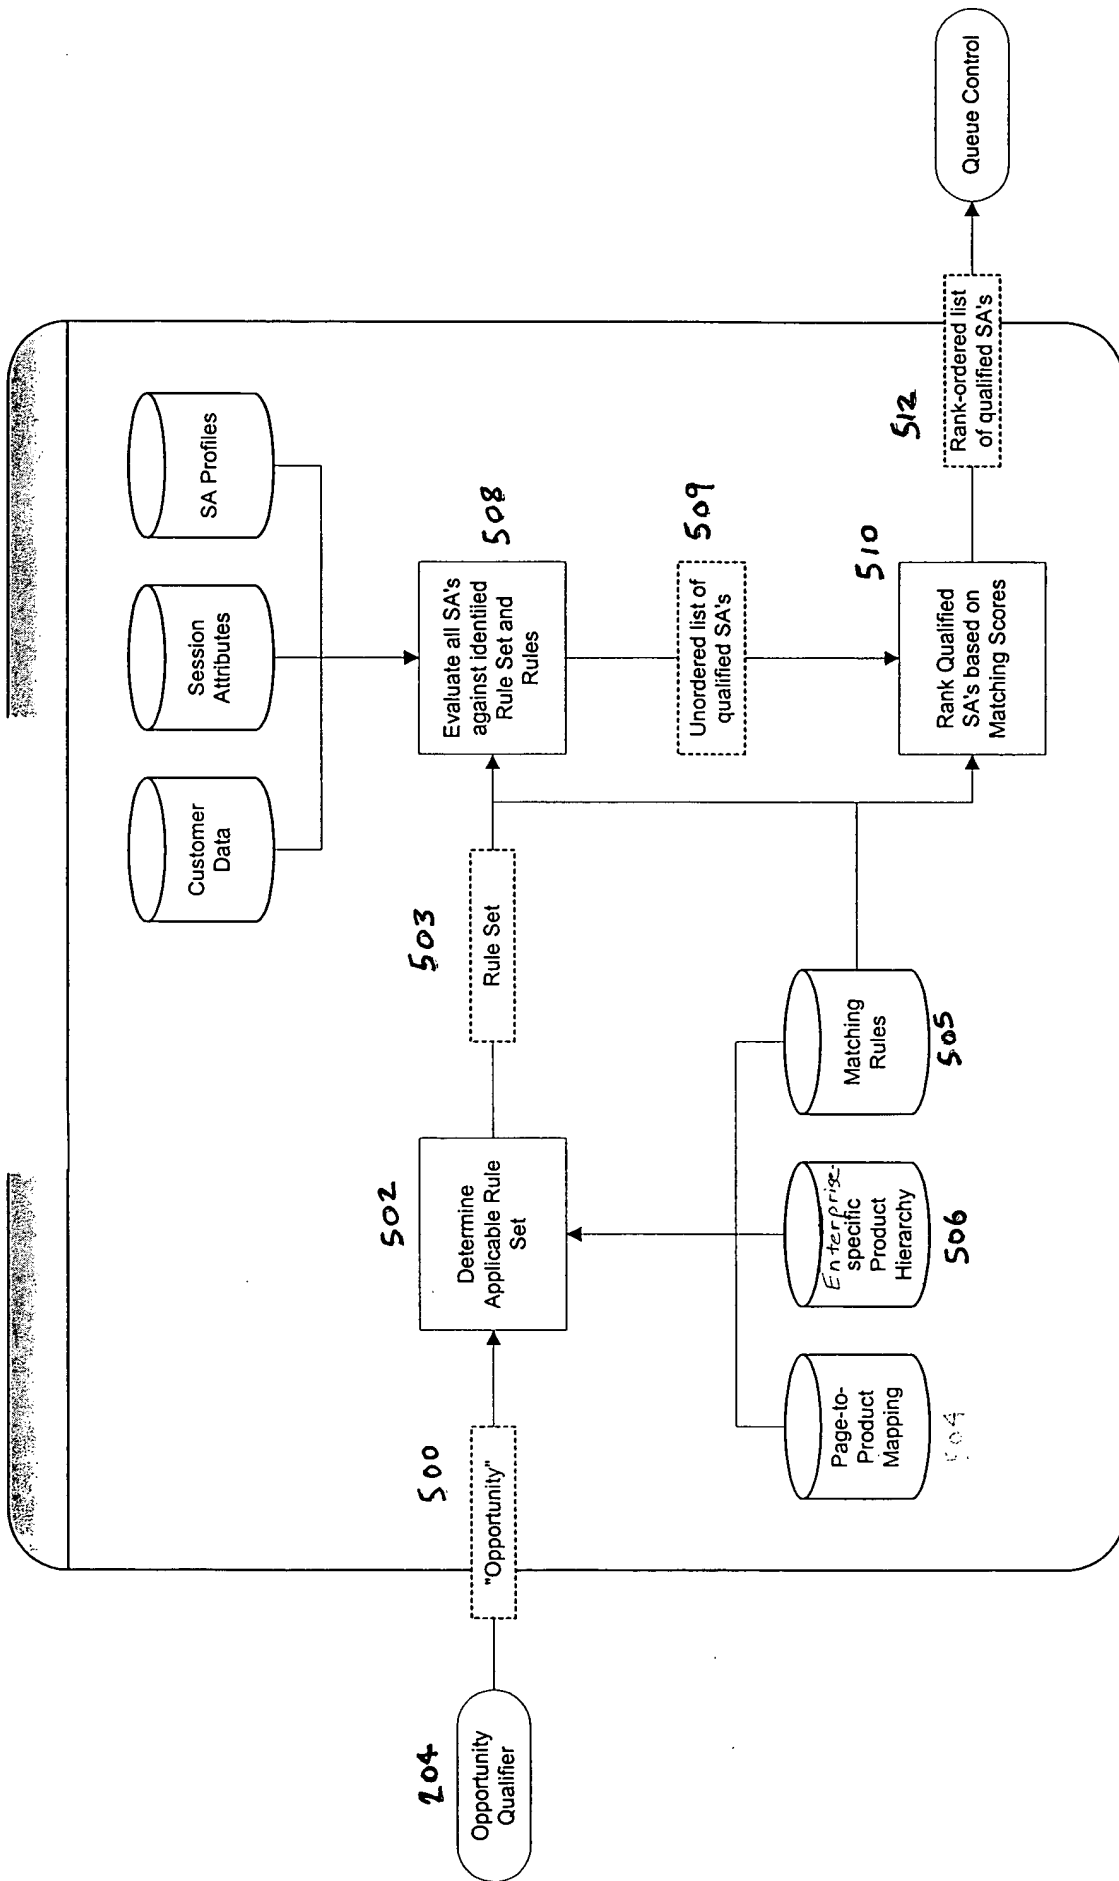 204
Opportunity
Qualifier
500
"Opportunity"
502
Determine
Applicable Rule
Set
503
Rule Set
Customer
Data
Session
Attributes
SA Profiles
508
Evaluate all SA's
against identiied
Rule Set and
Rules
509
Unordered list of
qualified SA's
Page-to-
Product
Mapping
504
Enterprise-
specific
Product
Hierarchy
506
Matching
Rules
505
510
Rank Qualified
SA's based on
Matching Scores
512
Rank-ordered list
of qualified SA's
Queue Control